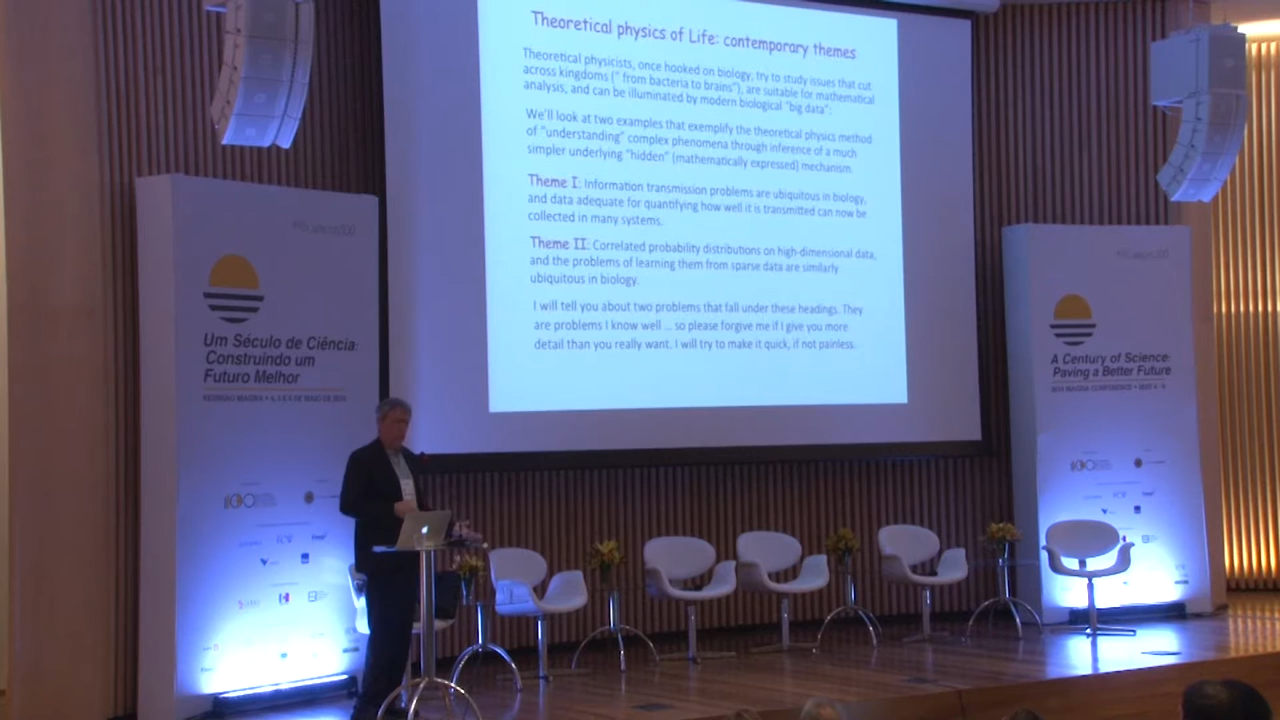 Theoretical physics of Life: contemporary themes
Theoretical physicists, once hooked on biology, try to study issues that cut
across kingdoms (" from bacteria to brains"), are suitable for mathematical
analysis, and can be illuminated by modern biological "big data":
We'll look at two examples that exemplify the theoretical physics method
of "understanding" complex phenomena through inference of a much
simpler underlying "hidden" (mathematically expressed) mechanism.
Theme I: Information transmission problems are ubiquitous in biology,
and data adequate for quantifying how well it is transmitted can now be
collected in many systems.
Theme II: Correlated probability distributions on high-dimensional data,
and the problems of learning them from sparse data are similarly
ubiquitous in biology.
I will tell you about two problems that fall under these headings. They
are problems I know well ... so please forgive me if I give you more
detail than you really want. I will try to make it quick, if not painless.
Um Século de Ciência:
Construindo um
Futuro Melhor
A Century of Science:
Paving a Better Future